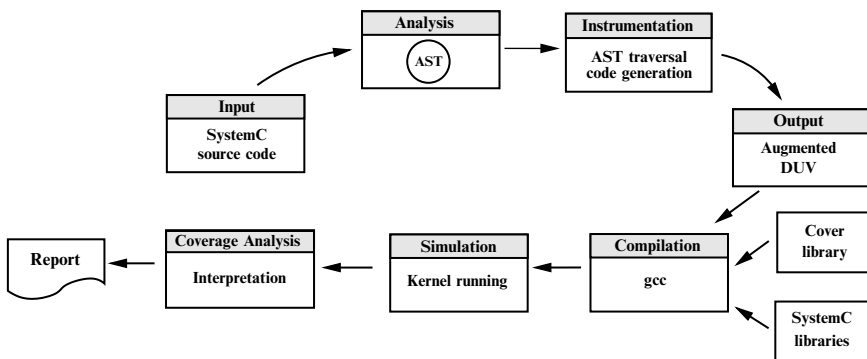 Analysis
AST
Instrumentation
AST traversal
code generation
Input
SystemC
source code
Output
Augmented
DUV
Report
Coverage Analysis
Interpretation
Simulation
Kernel running
Compilation
gcc
Cover
library
SystemC
libraries